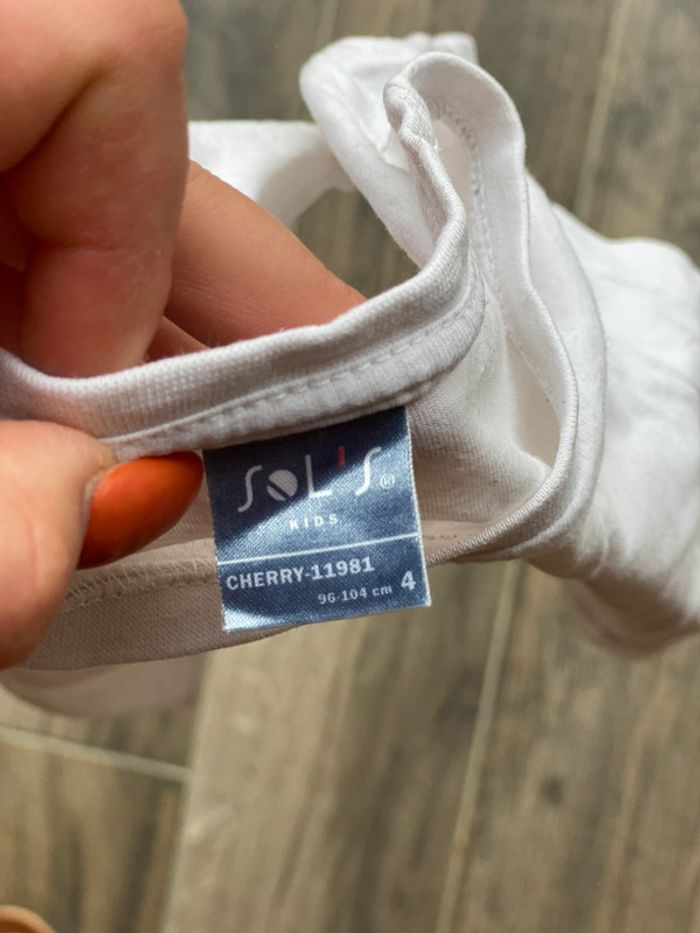 SOL'S®
KIDS
CHERRY-11981
96-104 cm 4